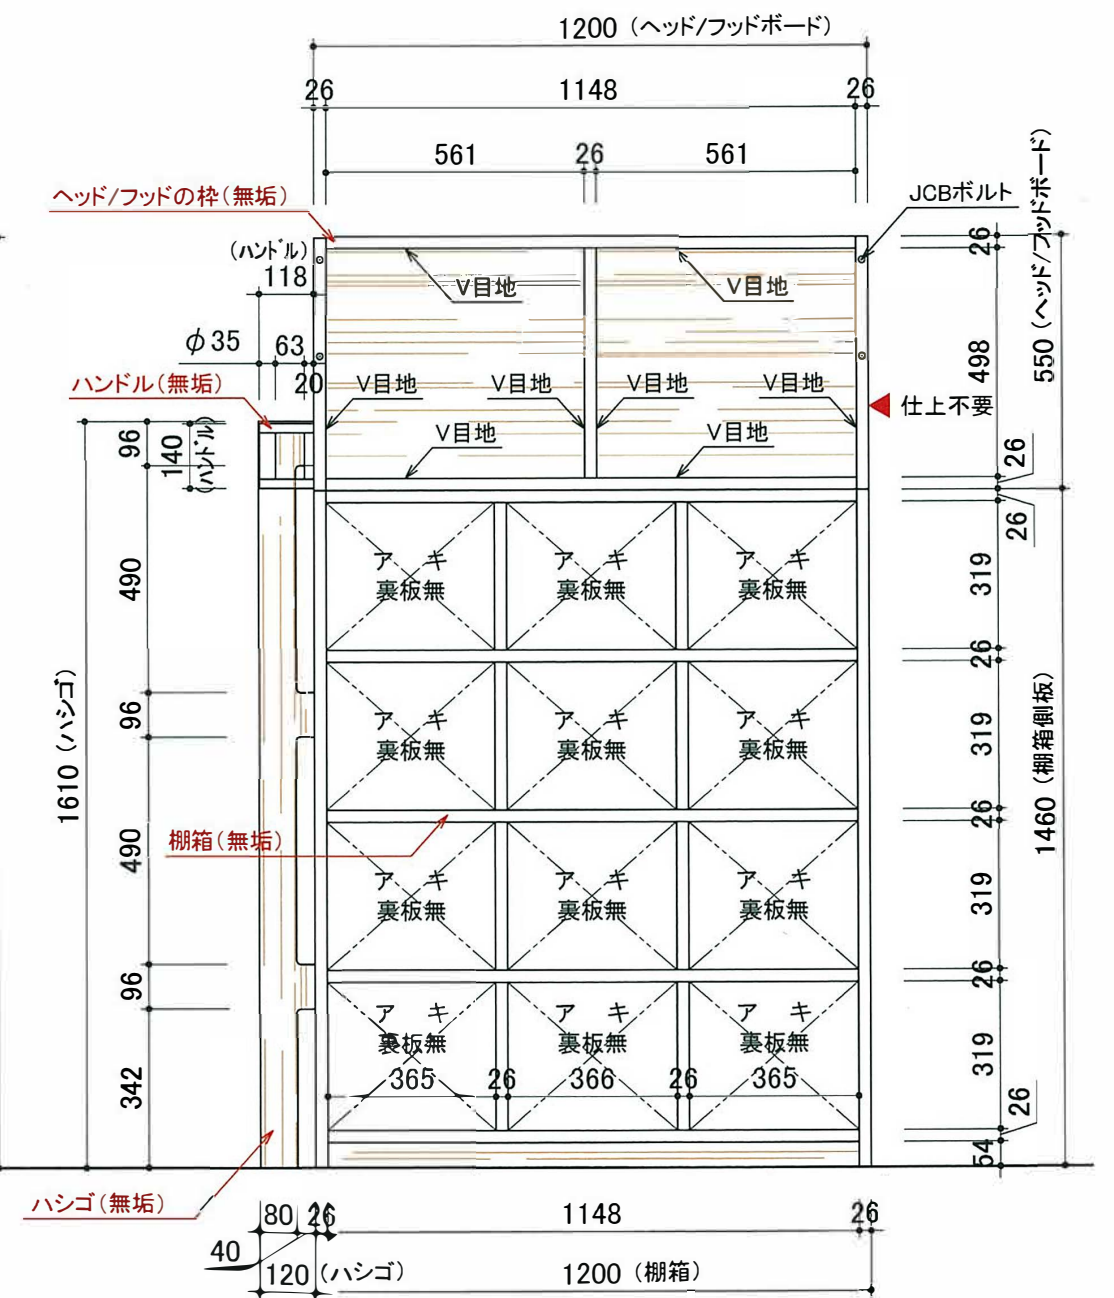 1200 (ヘッド/フッドボード)
26 1148 26
561 26 561
ヘッド/フッドの枠(無垢)
JCBボルト
(ハンドル)
118
V目地 V目地
φ35 63 20
ハンドル(無垢)
V目地 V目地 V目地 V目地
V目地 V目地
仕上不要
26
498
26
550 (ヘッド/フッドボード)
26
319
26
319
26
319
26
319
26
54
1460 (棚箱側板)
96
140
(ハンドル)
490
96
490
96
342
1610 (ハシゴ)
ア キ ア キ ア キ
裏板無 裏板無 裏板無
ア キ ア キ ア キ
裏板無 裏板無 裏板無
棚箱(無垢)
ア キ ア キ ア キ
裏板無 裏板無 裏板無
ア キ ア キ ア キ
裏板無 裏板無 裏板無
365 26 366 26 365
ハシゴ(無垢)
80 26 1148 26
40
120 (ハシゴ) 1200 (棚箱)